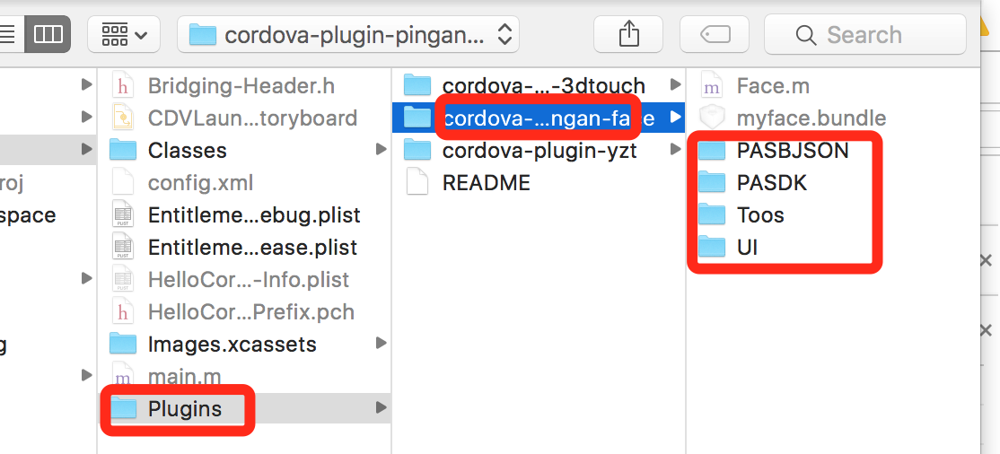 cordova-plugin-pingan...
Search
Bridging-Header.h
CDVLaun...toryboard
Classes
config.xml
Entitleme...ebug.plist
Entitleme...ease.plist
HelloCor...-Info.plist
HelloCor...Prefix.pch
Images.xcassets
main.m
Plugins
roj
space
g
cordova-...-3dtouch
cordova-...ngan-face
cordova-plugin-yzt
README
Face.m
myface.bundle
PASBJSON
PASDK
Toos
UI